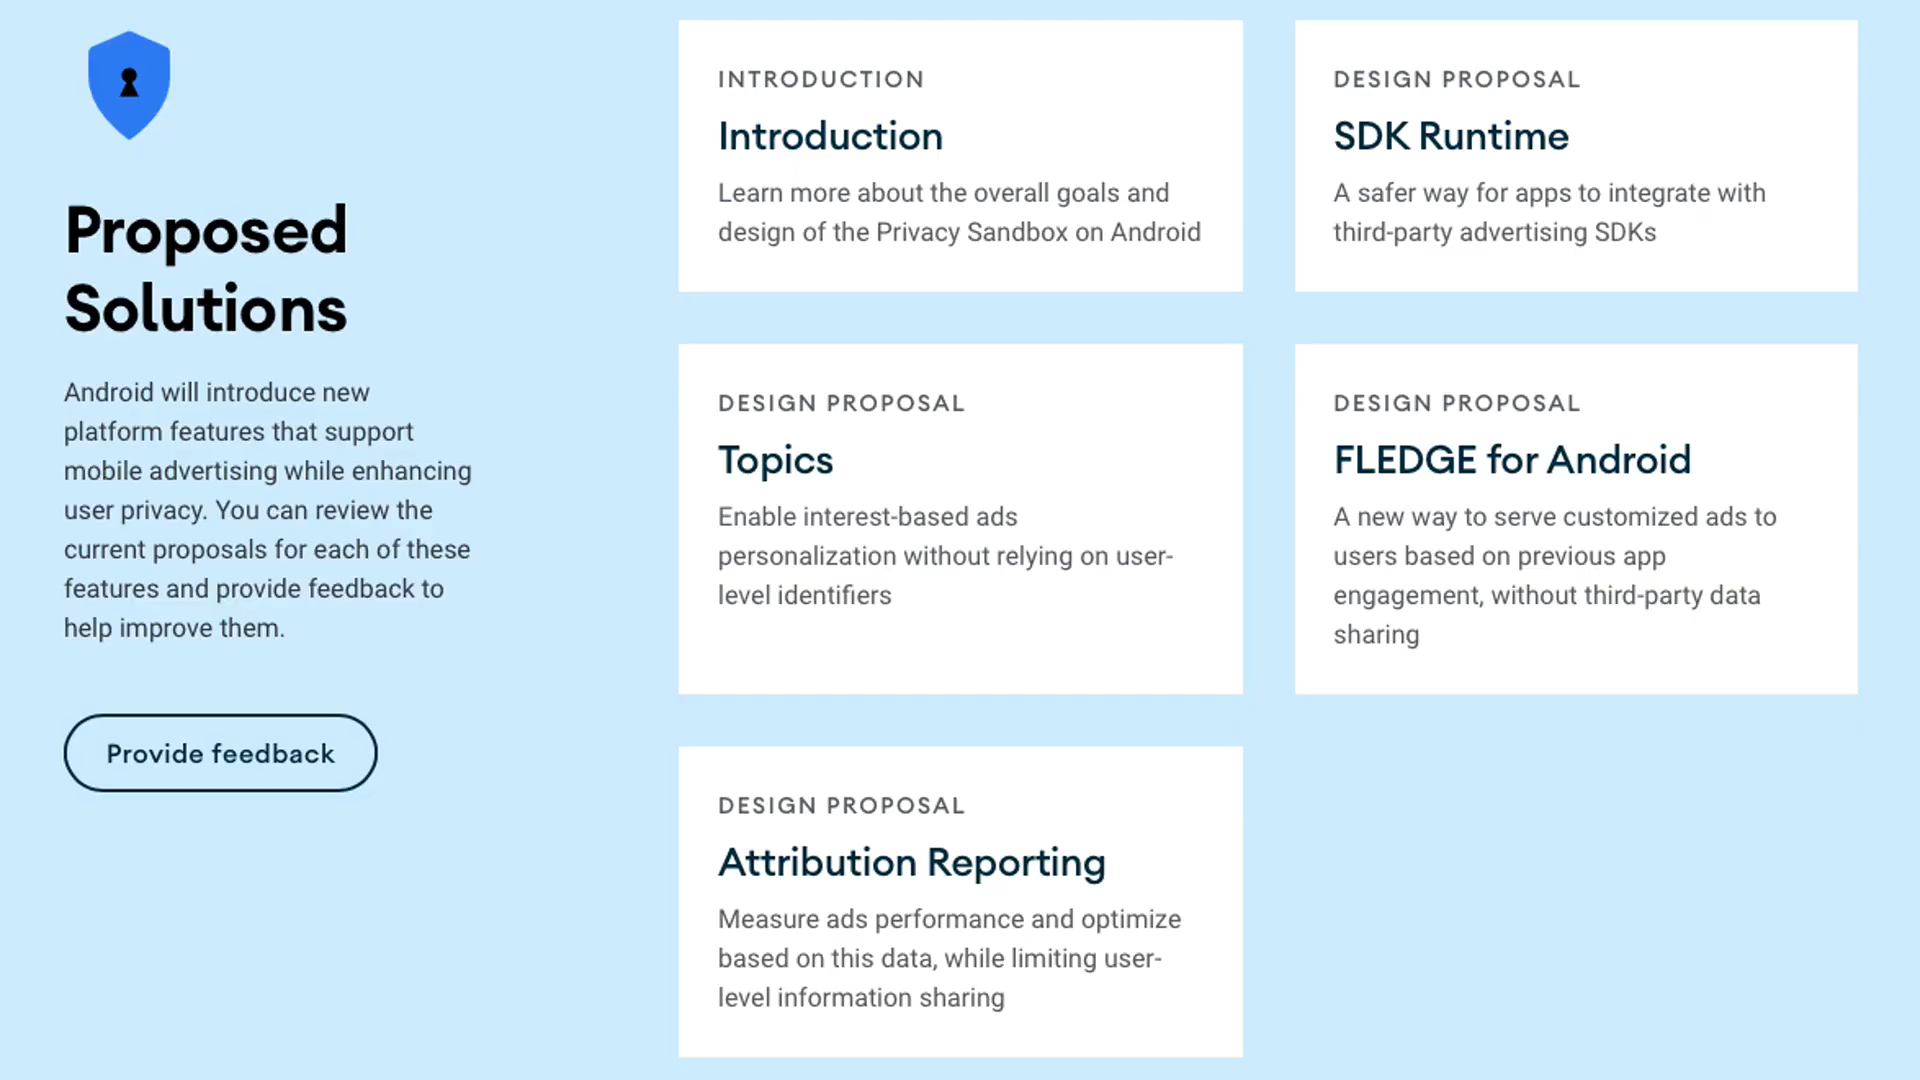 Proposed
Solutions
Android will introduce new
platform features that support
mobile advertising while enhancing
user privacy. You can review the
current proposals for each of these
features and provide feedback to
help improve them.
Provide feedback
INTRODUCTION
Introduction
Learn more about the overall goals and
design of the Privacy Sandbox on Android
DESIGN PROPOSAL
SDK Runtime
A safer way for apps to integrate with
third-party advertising SDKs
DESIGN PROPOSAL
Topics
Enable interest-based ads
personalization without relying on user-
level identifiers
DESIGN PROPOSAL
FLEDGE for Android
A new way to serve customized ads to
users based on previous app
engagement, without third-party data
sharing
DESIGN PROPOSAL
Attribution Reporting
Measure ads performance and optimize
based on this data, while limiting user-
level information sharing